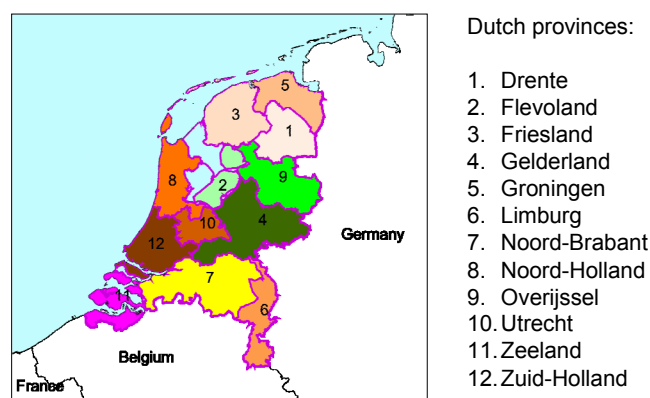 Dutch provinces:
1. Drente
2. Flevoland
3. Friesland
4. Gelderland
5. Groningen
6. Limburg
7. Noord-Brabant
8. Noord-Holland
9. Overijssel
10. Utrecht
11. Zeeland
12. Zuid-Holland
5
3
1
8
2
9
10
4
12
Germany
7
11
6
Belgium
France